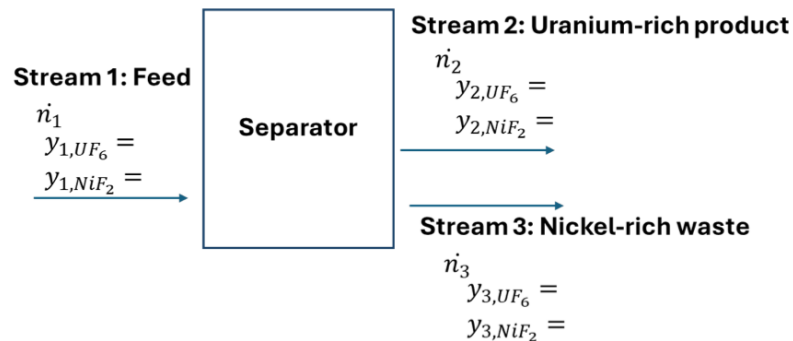 Stream 1: Feed
ṅ₁
y₁,UF₆ =
y₁,NiF₂ =
Separator
Stream 2: Uranium-rich product
ṅ₂
y₂,UF₆ =
y₂,NiF₂ =
Stream 3: Nickel-rich waste
ṅ₃
y₃,UF₆ =
y₃,NiF₂ =